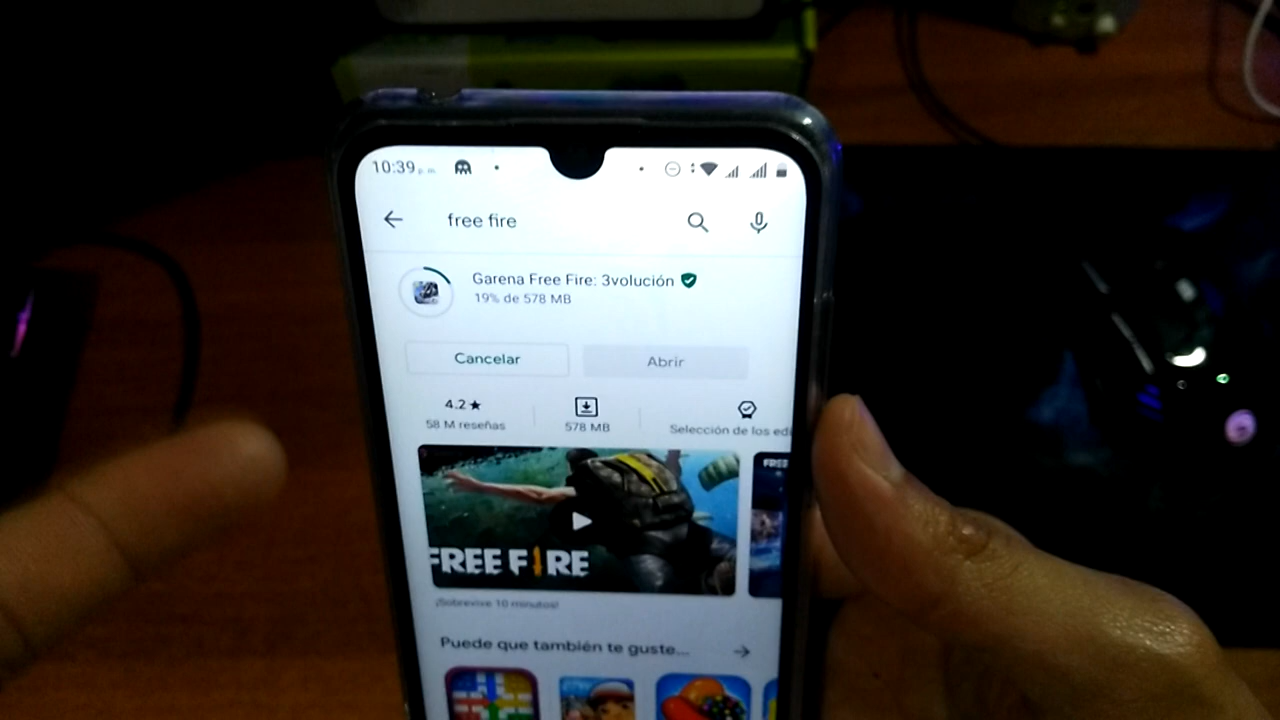 10:39 p. m.
free fire
Garena Free Fire: 3volución
19% de 578 MB
Cancelar
Abrir
4.2★
58 M reseñas
578 MB
Selección de los edi
FREE FIRE
FREE
¡Sobrevive 10 minutos!
Puede que también te guste...